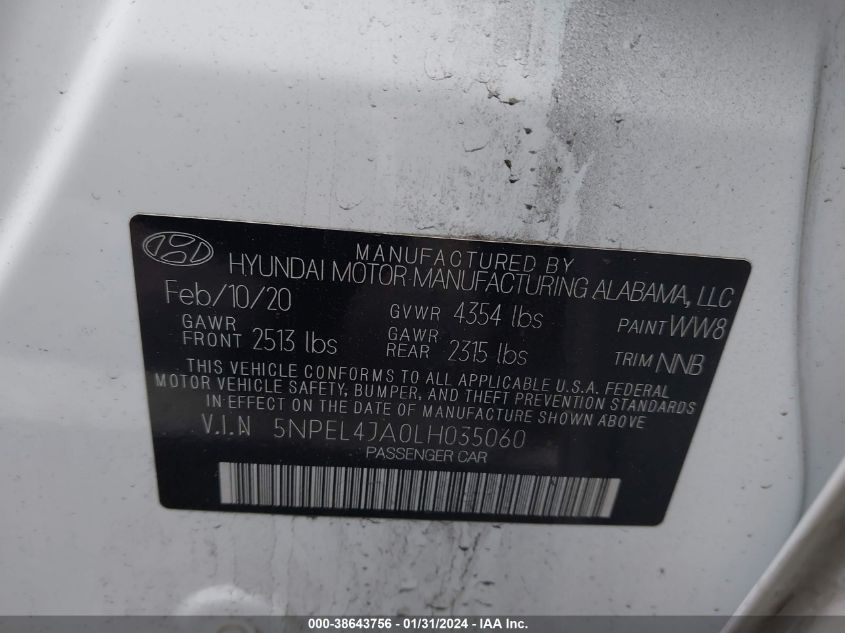 MANUFACTURED BY
HYUNDAI MOTOR MANUFACTURING ALABAMA, LLC
Feb/10/20 GVWR 4354 lbs PAINT WW8
GAWR FRONT 2513 lbs GAWR REAR 2315 lbs TRIM NNB
THIS VEHICLE CONFORMS TO ALL APPLICABLE U.S.A. FEDERAL
MOTOR VEHICLE SAFETY, BUMPER, AND THEFT PREVENTION STANDARDS
IN EFFECT ON THE DATE OF MANUFACTURE SHOWN ABOVE
V.I.N 5NPEL4JA0LH035060
PASSENGER CAR
000-38643756 - 01/31/2024 - IAA Inc.